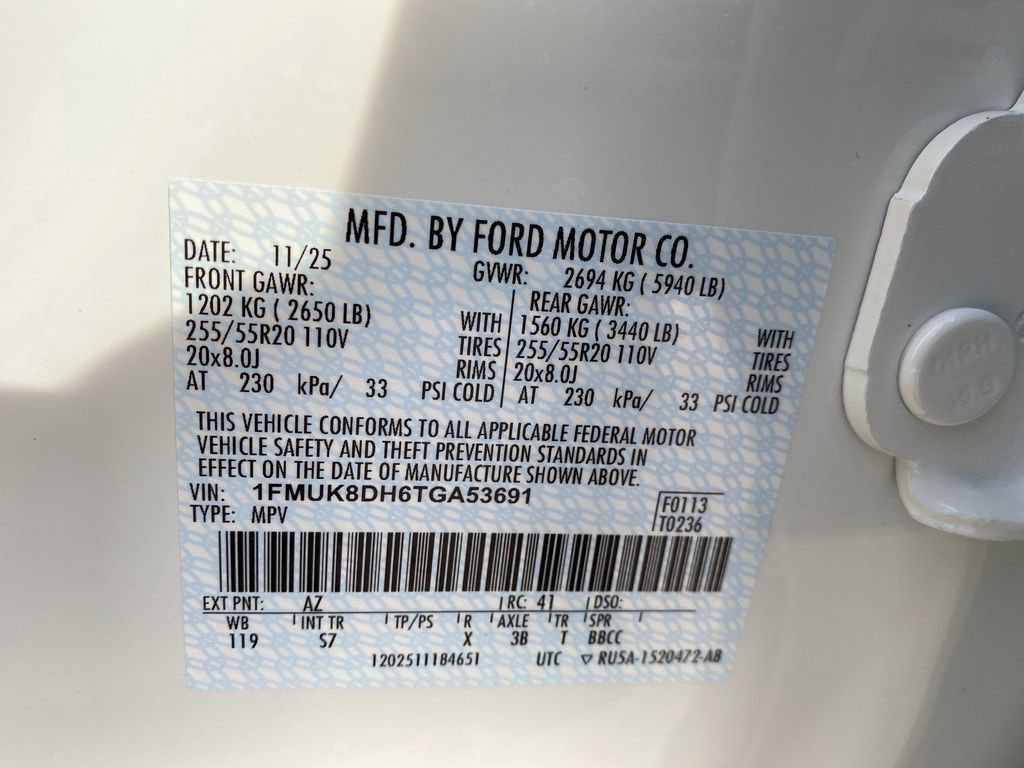 MFD. BY FORD MOTOR CO.
DATE: 11/25 GVWR: 2694 KG ( 5940 LB)
FRONT GAWR: REAR GAWR:
1202 KG ( 2650 LB) WITH 1560 KG ( 3440 LB) WITH
255/55R20 110V TIRES 255/55R20 110V TIRES
20x8.0J RIMS 20x8.0J RIMS
AT 230 kPa/ 33 PSI COLD AT 230 kPa/ 33 PSI COLD
THIS VEHICLE CONFORMS TO ALL APPLICABLE FEDERAL MOTOR
VEHICLE SAFETY AND THEFT PREVENTION STANDARDS IN
EFFECT ON THE DATE OF MANUFACTURE SHOWN ABOVE.
VIN: 1FMUK8DH6TGA53691 F0113
TYPE: MPV T0236
EXT PNT: AZ RC: 41 DSO:
WB INT TR TP/PS R AXLE TR SPR
119 S7 X 3B T BBCC
1202511184651 UTC ▽ RU5A-1520472-AB